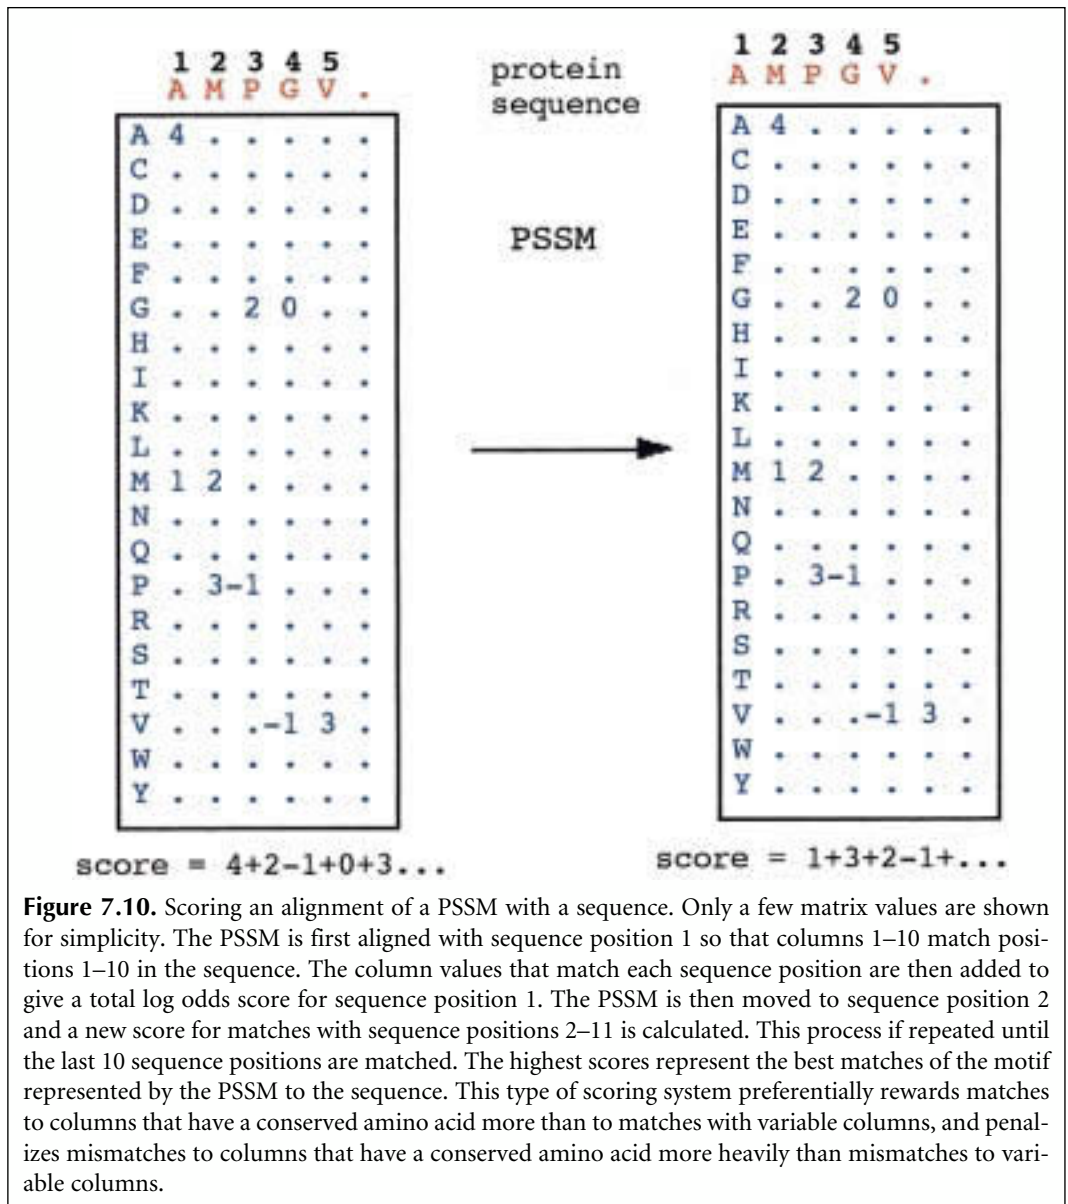 1 2 3 4 5
A M P G V .
protein
sequence
1 2 3 4 5
A M P G V .
A 4 . . . . .
C . . . . . .
D . . . . . .
E . . . . . .
F . . . . . .
G . . 2 0 . .
H . . . . . .
I . . . . . .
K . . . . . .
L . . . . . .
M 1 2 . . . .
N . . . . . .
Q . . . . . .
P . 3-1 . . .
R . . . . . .
S . . . . . .
T . . . . . .
V . . .-1 3 .
W . . . . . .
Y . . . . . .
score = 4+2-1+0+3...
PSSM
A 4 . . . . .
C . . . . . .
D . . . . . .
E . . . . . .
F . . . . . .
G . . 2 0 . .
H . . . . . .
I . . . . . .
K . . . . . .
L . . . . . .
M 1 2 . . . .
N . . . . . .
Q . . . . . .
P . 3-1 . . .
R . . . . . .
S . . . . . .
T . . . . . .
V . . .-1 3 .
W . . . . . .
Y . . . . . .
score = 1+3+2-1+...
Figure 7.10. Scoring an alignment of a PSSM with a sequence. Only a few matrix values are shown
for simplicity. The PSSM is first aligned with sequence position 1 so that columns 1–10 match posi-
tions 1–10 in the sequence. The column values that match each sequence position are then added to
give a total log odds score for sequence position 1. The PSSM is then moved to sequence position 2
and a new score for matches with sequence positions 2–11 is calculated. This process if repeated until
the last 10 sequence positions are matched. The highest scores represent the best matches of the motif
represented by the PSSM to the sequence. This type of scoring system preferentially rewards matches
to columns that have a conserved amino acid more than to matches with variable columns, and penal-
izes mismatches to columns that have a conserved amino acid more heavily than mismatches to vari-
able columns.